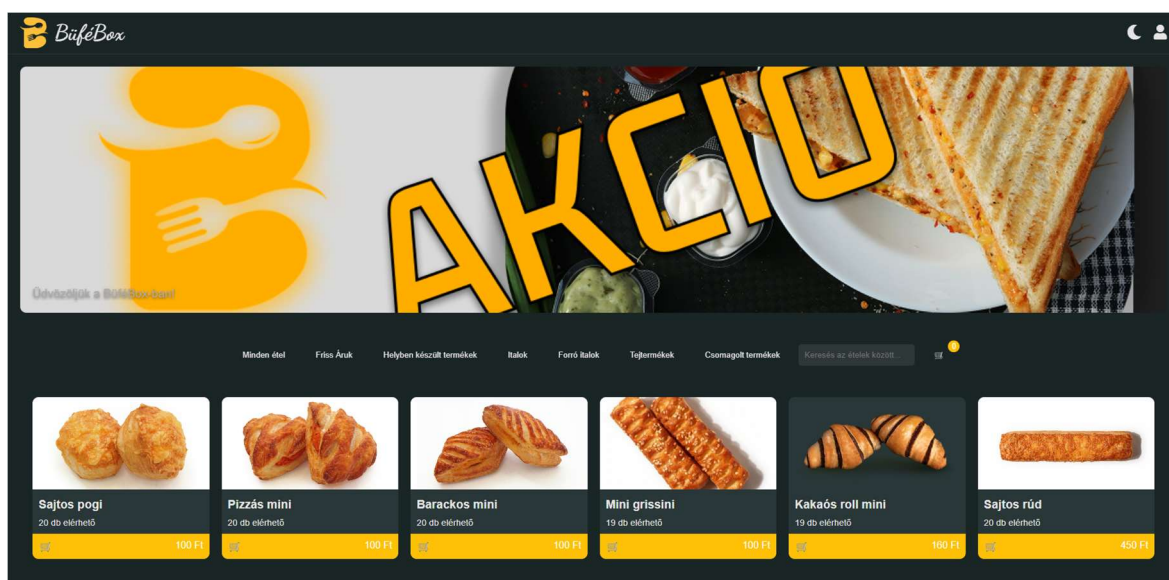 BüféBox
AKCIÓ
Üdvözöljük a BüféBox-ban!
Minden étel Friss Áruk Helyben készült termékek Italok Forró italok Tejtermékek Csomagolt termékek Keresés az ételek között... 0
Sajtos pogi Pizzás mini Barackos mini Mini grissini Kakaós roll mini Sajtos rúd
20 db elérhető 20 db elérhető 20 db elérhető 19 db elérhető 19 db elérhető 20 db elérhető
100 Ft 100 Ft 100 Ft 100 Ft 160 Ft 450 Ft